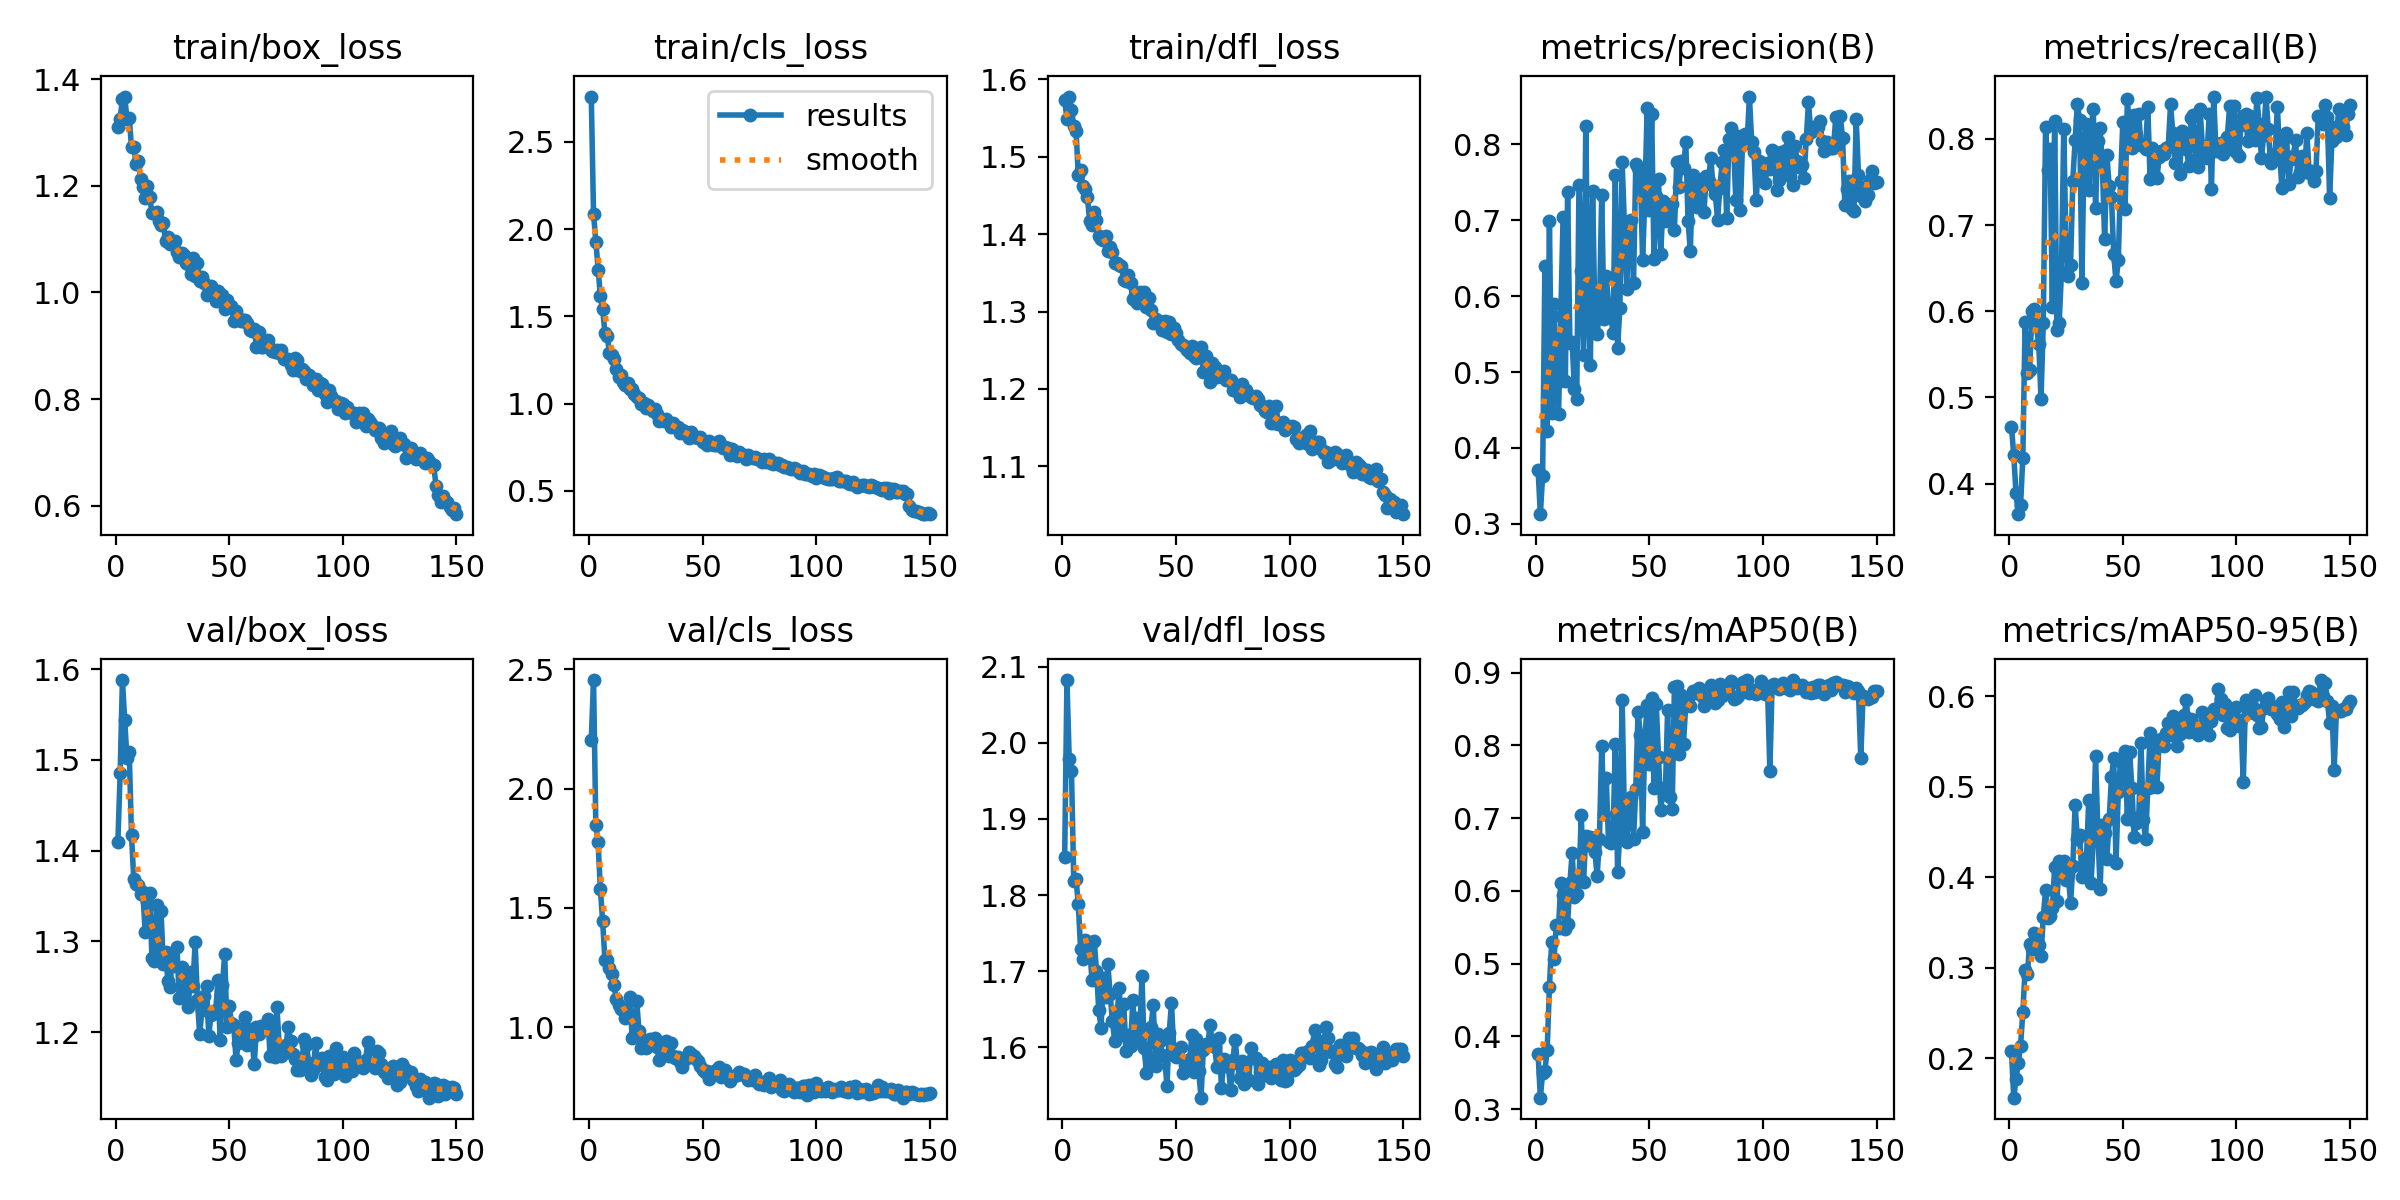 train/box_loss
1.4
1.2
1.0
0.8
0.6
0 50 100 150
train/cls_loss
results
smooth
2.5
2.0
1.5
1.0
0.5
0 50 100 150
train/dfl_loss
1.6
1.5
1.4
1.3
1.2
1.1
0 50 100 150
metrics/precision(B)
0.8
0.7
0.6
0.5
0.4
0.3
0 50 100 150
metrics/recall(B)
0.8
0.7
0.6
0.5
0.4
0 50 100 150
val/box_loss
1.6
1.5
1.4
1.3
1.2
0 50 100 150
val/cls_loss
2.5
2.0
1.5
1.0
0 50 100 150
val/dfl_loss
2.1
2.0
1.9
1.8
1.7
1.6
0 50 100 150
metrics/mAP50(B)
0.9
0.8
0.7
0.6
0.5
0.4
0.3
0 50 100 150
metrics/mAP50-95(B)
0.6
0.5
0.4
0.3
0.2
0 50 100 150